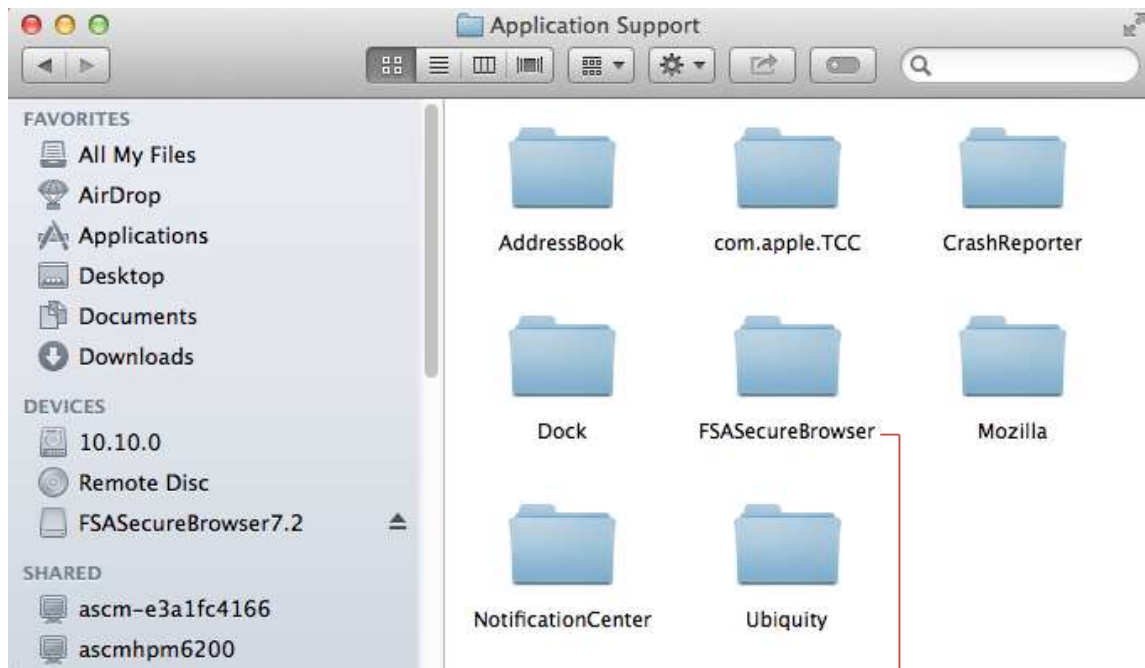 Application Support
FAVORITES
All My Files
AirDrop
Applications
Desktop
Documents
Downloads
DEVICES
10.10.0
Remote Disc
FSASecureBrowser7.2
SHARED
ascm-e3a1fc4166
ascmhpm6200
AddressBook
com.apple.TCC
CrashReporter
Dock
FSASecureBrowser
Mozilla
NotificationCenter
Ubiquity